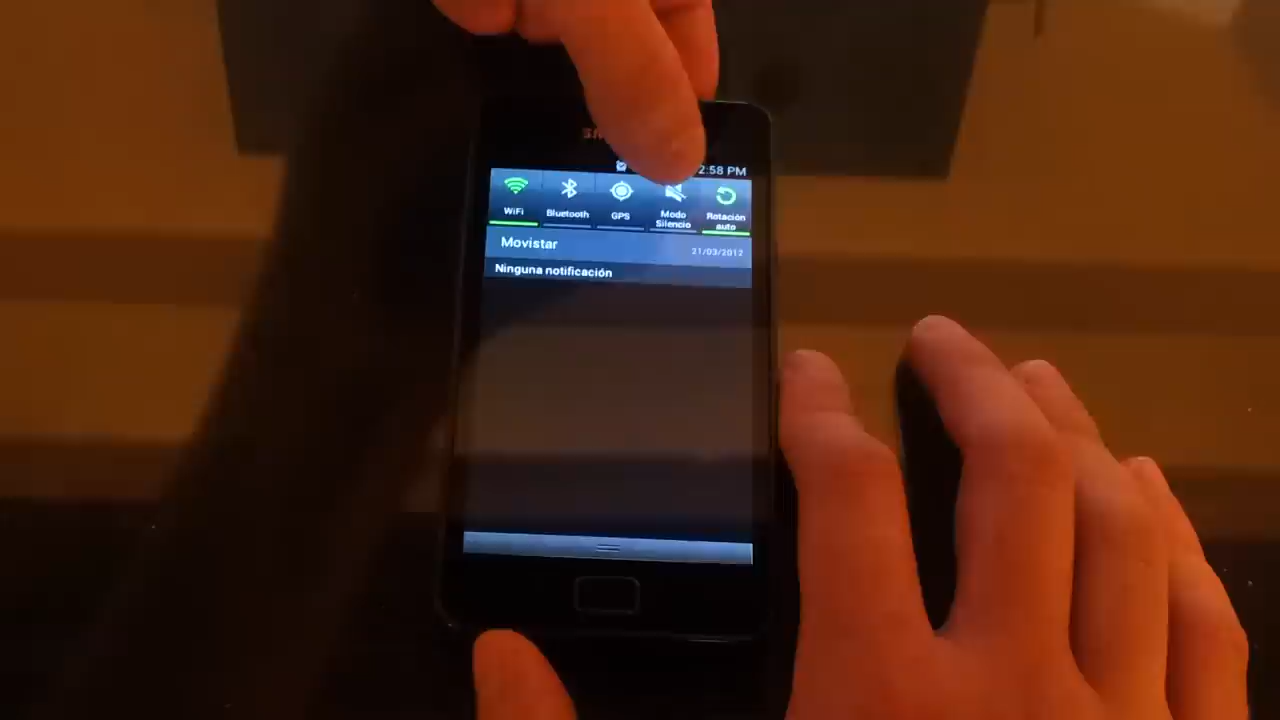 2:58 PM
WiFi
Bluetooth
GPS
Modo
Silencio
Rotación
auto
Movistar
21/03/2012
Ninguna notificación